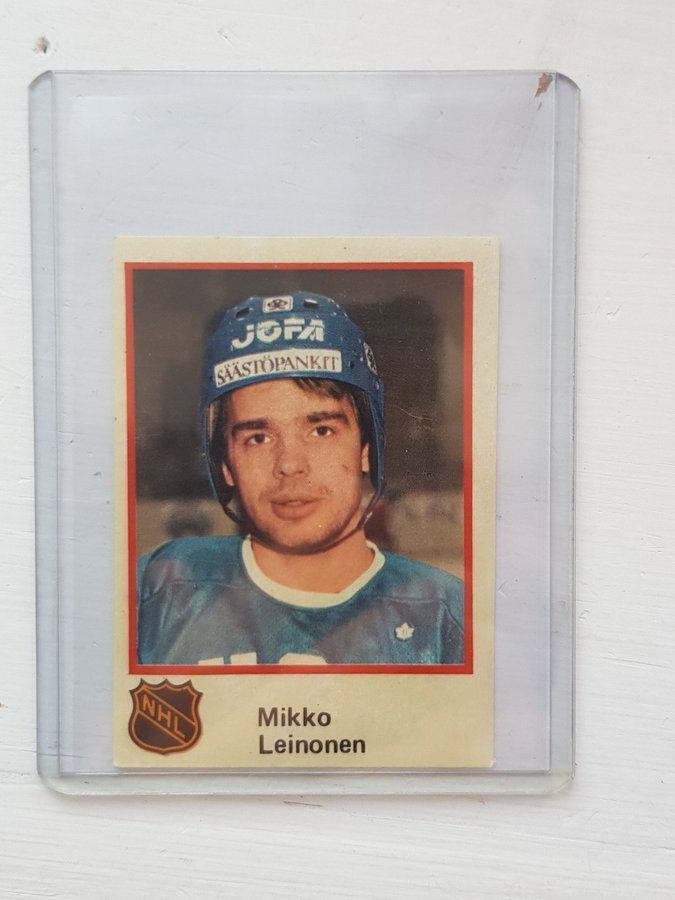 JOFA
SÄÄSTÖPANKIT
NHL
Mikko
Leinonen